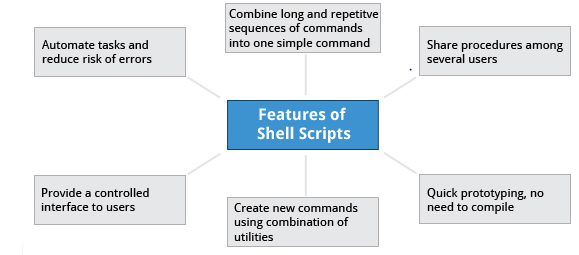 Combine long and repetitve
sequences of commands
into one simple command
Automate tasks and
reduce risk of errors
Share procedures among
several users
Features of
Shell Scripts
Provide a controlled
interface to users
Create new commands
using combination of
utilities
Quick prototyping, no
need to compile